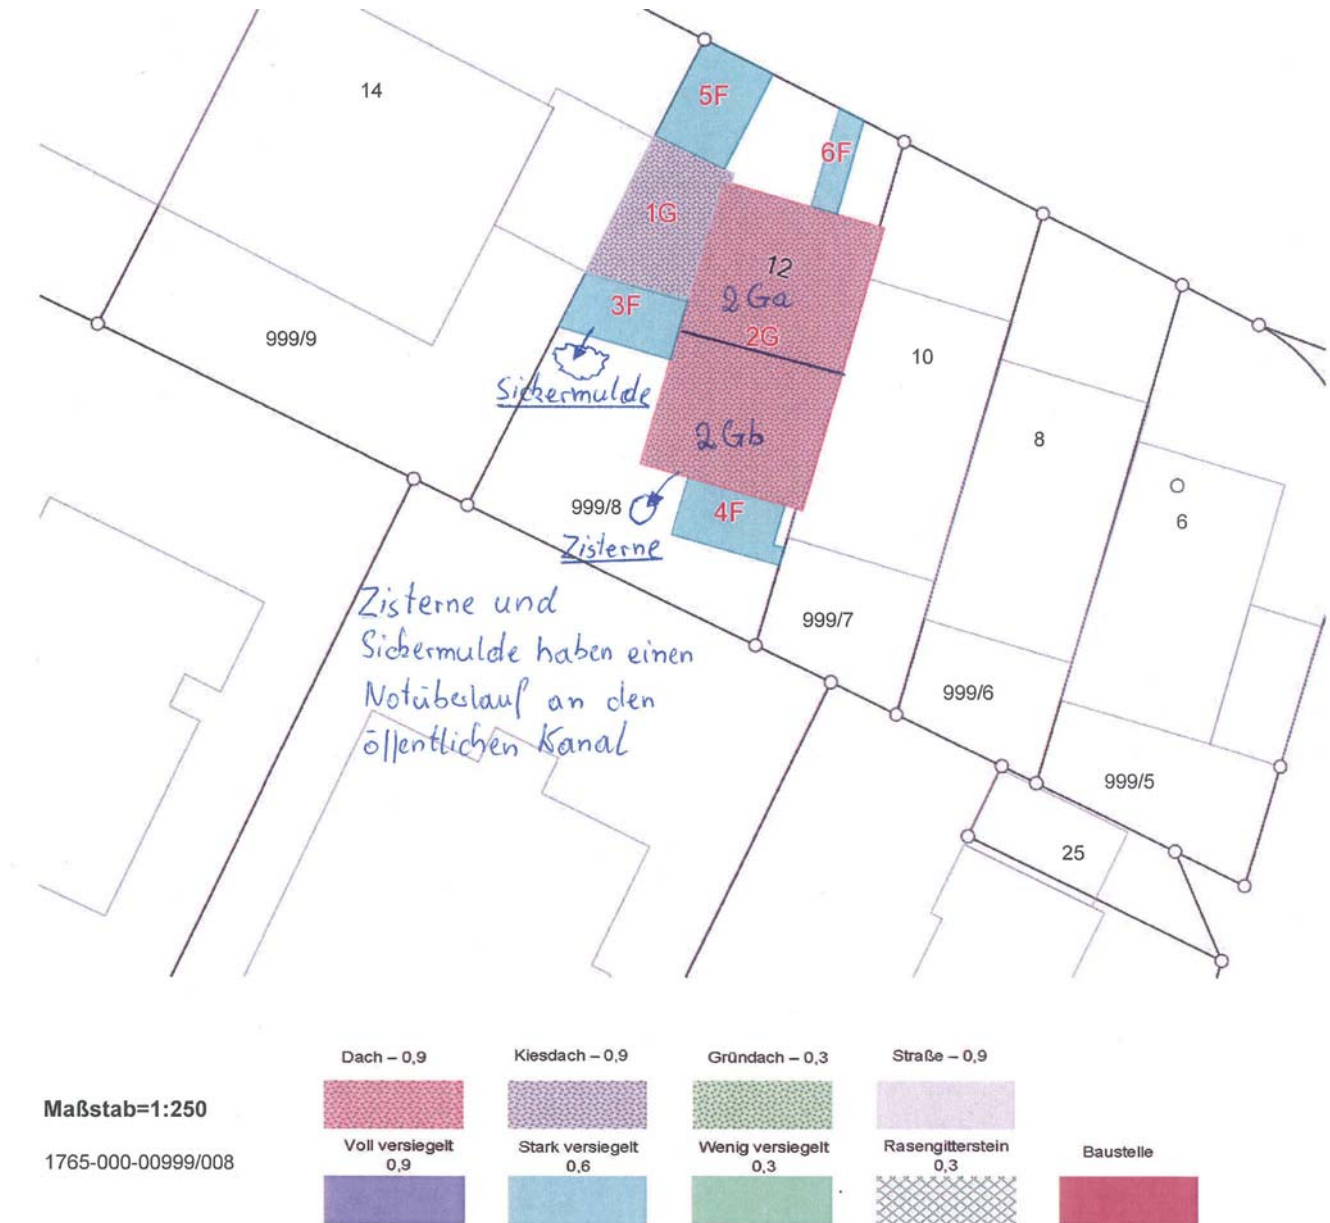 14
5F
6F
1G
12
2Ga
3F
2G
999/9
10
Sickermulde
8
2Gb
6
999/8
4F
Zisterne
Zisterne und
Sickermulde haben einen
Notüberlauf an den
öffentlichen Kanal
999/7
999/6
999/5
25
Dach – 0,9
Kiesdach – 0,9
Gründach – 0,3
Straße – 0,9
Maßstab=1:250
1765-000-00999/008
Voll versiegelt
0,9
Stark versiegelt
0,6
Wenig versiegelt
0,3
Rasengitterstein
0,3
Baustelle